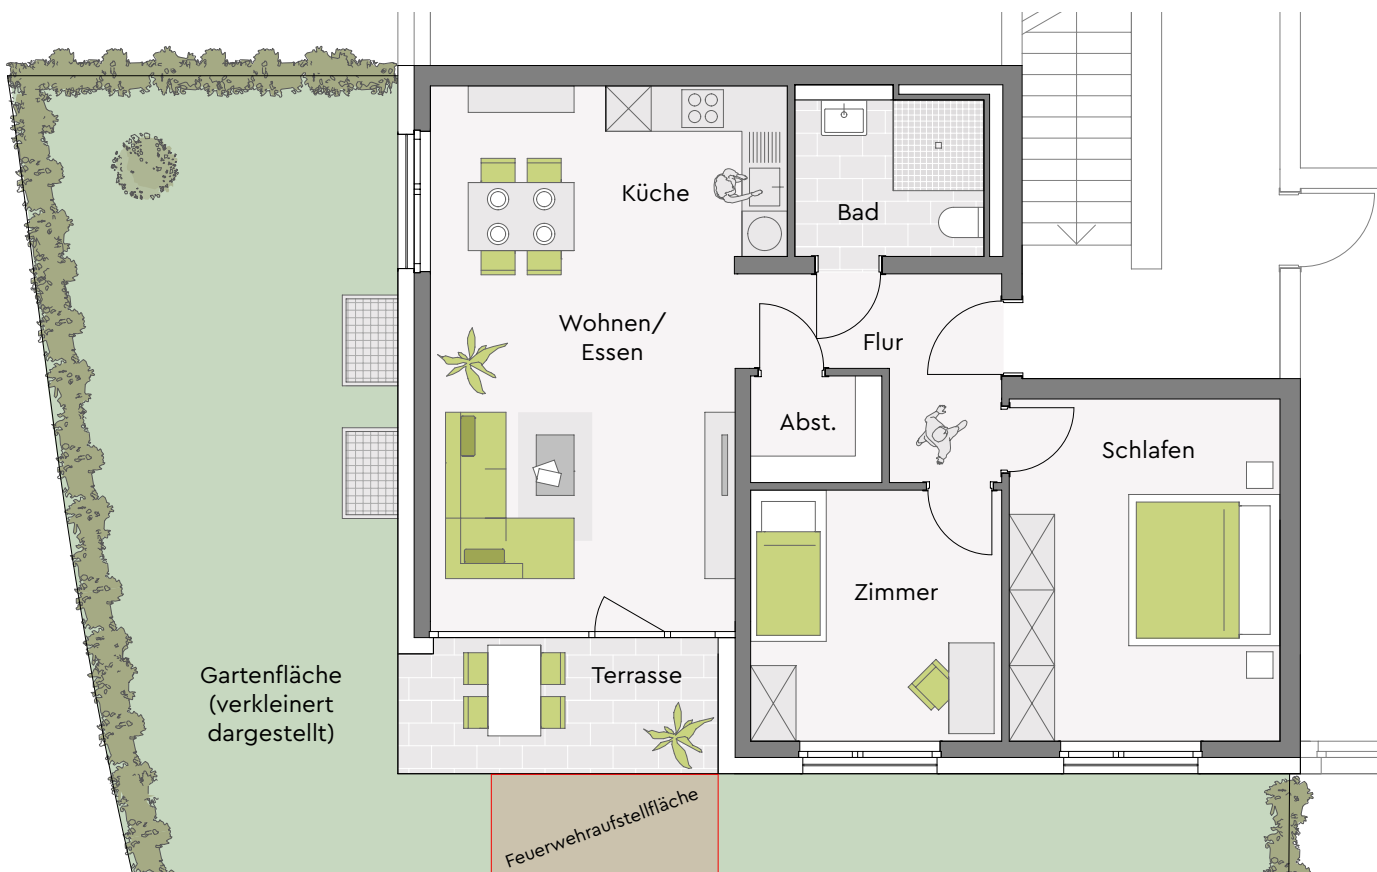 Küche
Bad
Wohnen/
Essen
Flur
Abst.
Schlafen
Zimmer
Terrasse
Gartenfläche
(verkleinert
dargestellt)
Feuerwehraufstellfläche